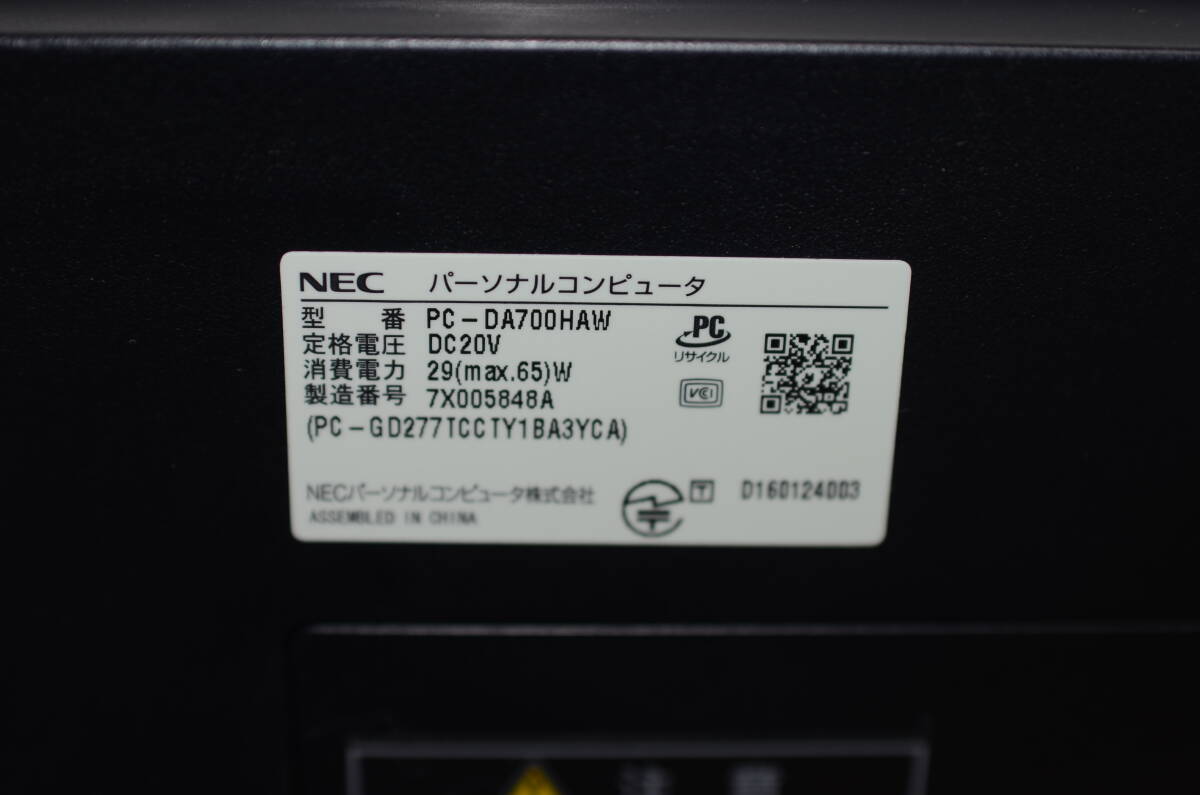 NEC パーソナルコンピュータ
型番 PC-DA700HAW
定格電圧 DC20V
消費電力 29(max.65)W
製造番号 7X005848A
(PC-GD277TCCTY1BA3YCA)
PC
リサイクル
VCI
NECパーソナルコンピュータ株式会社
ASSEMBLED IN CHINA
T D160124003
注意